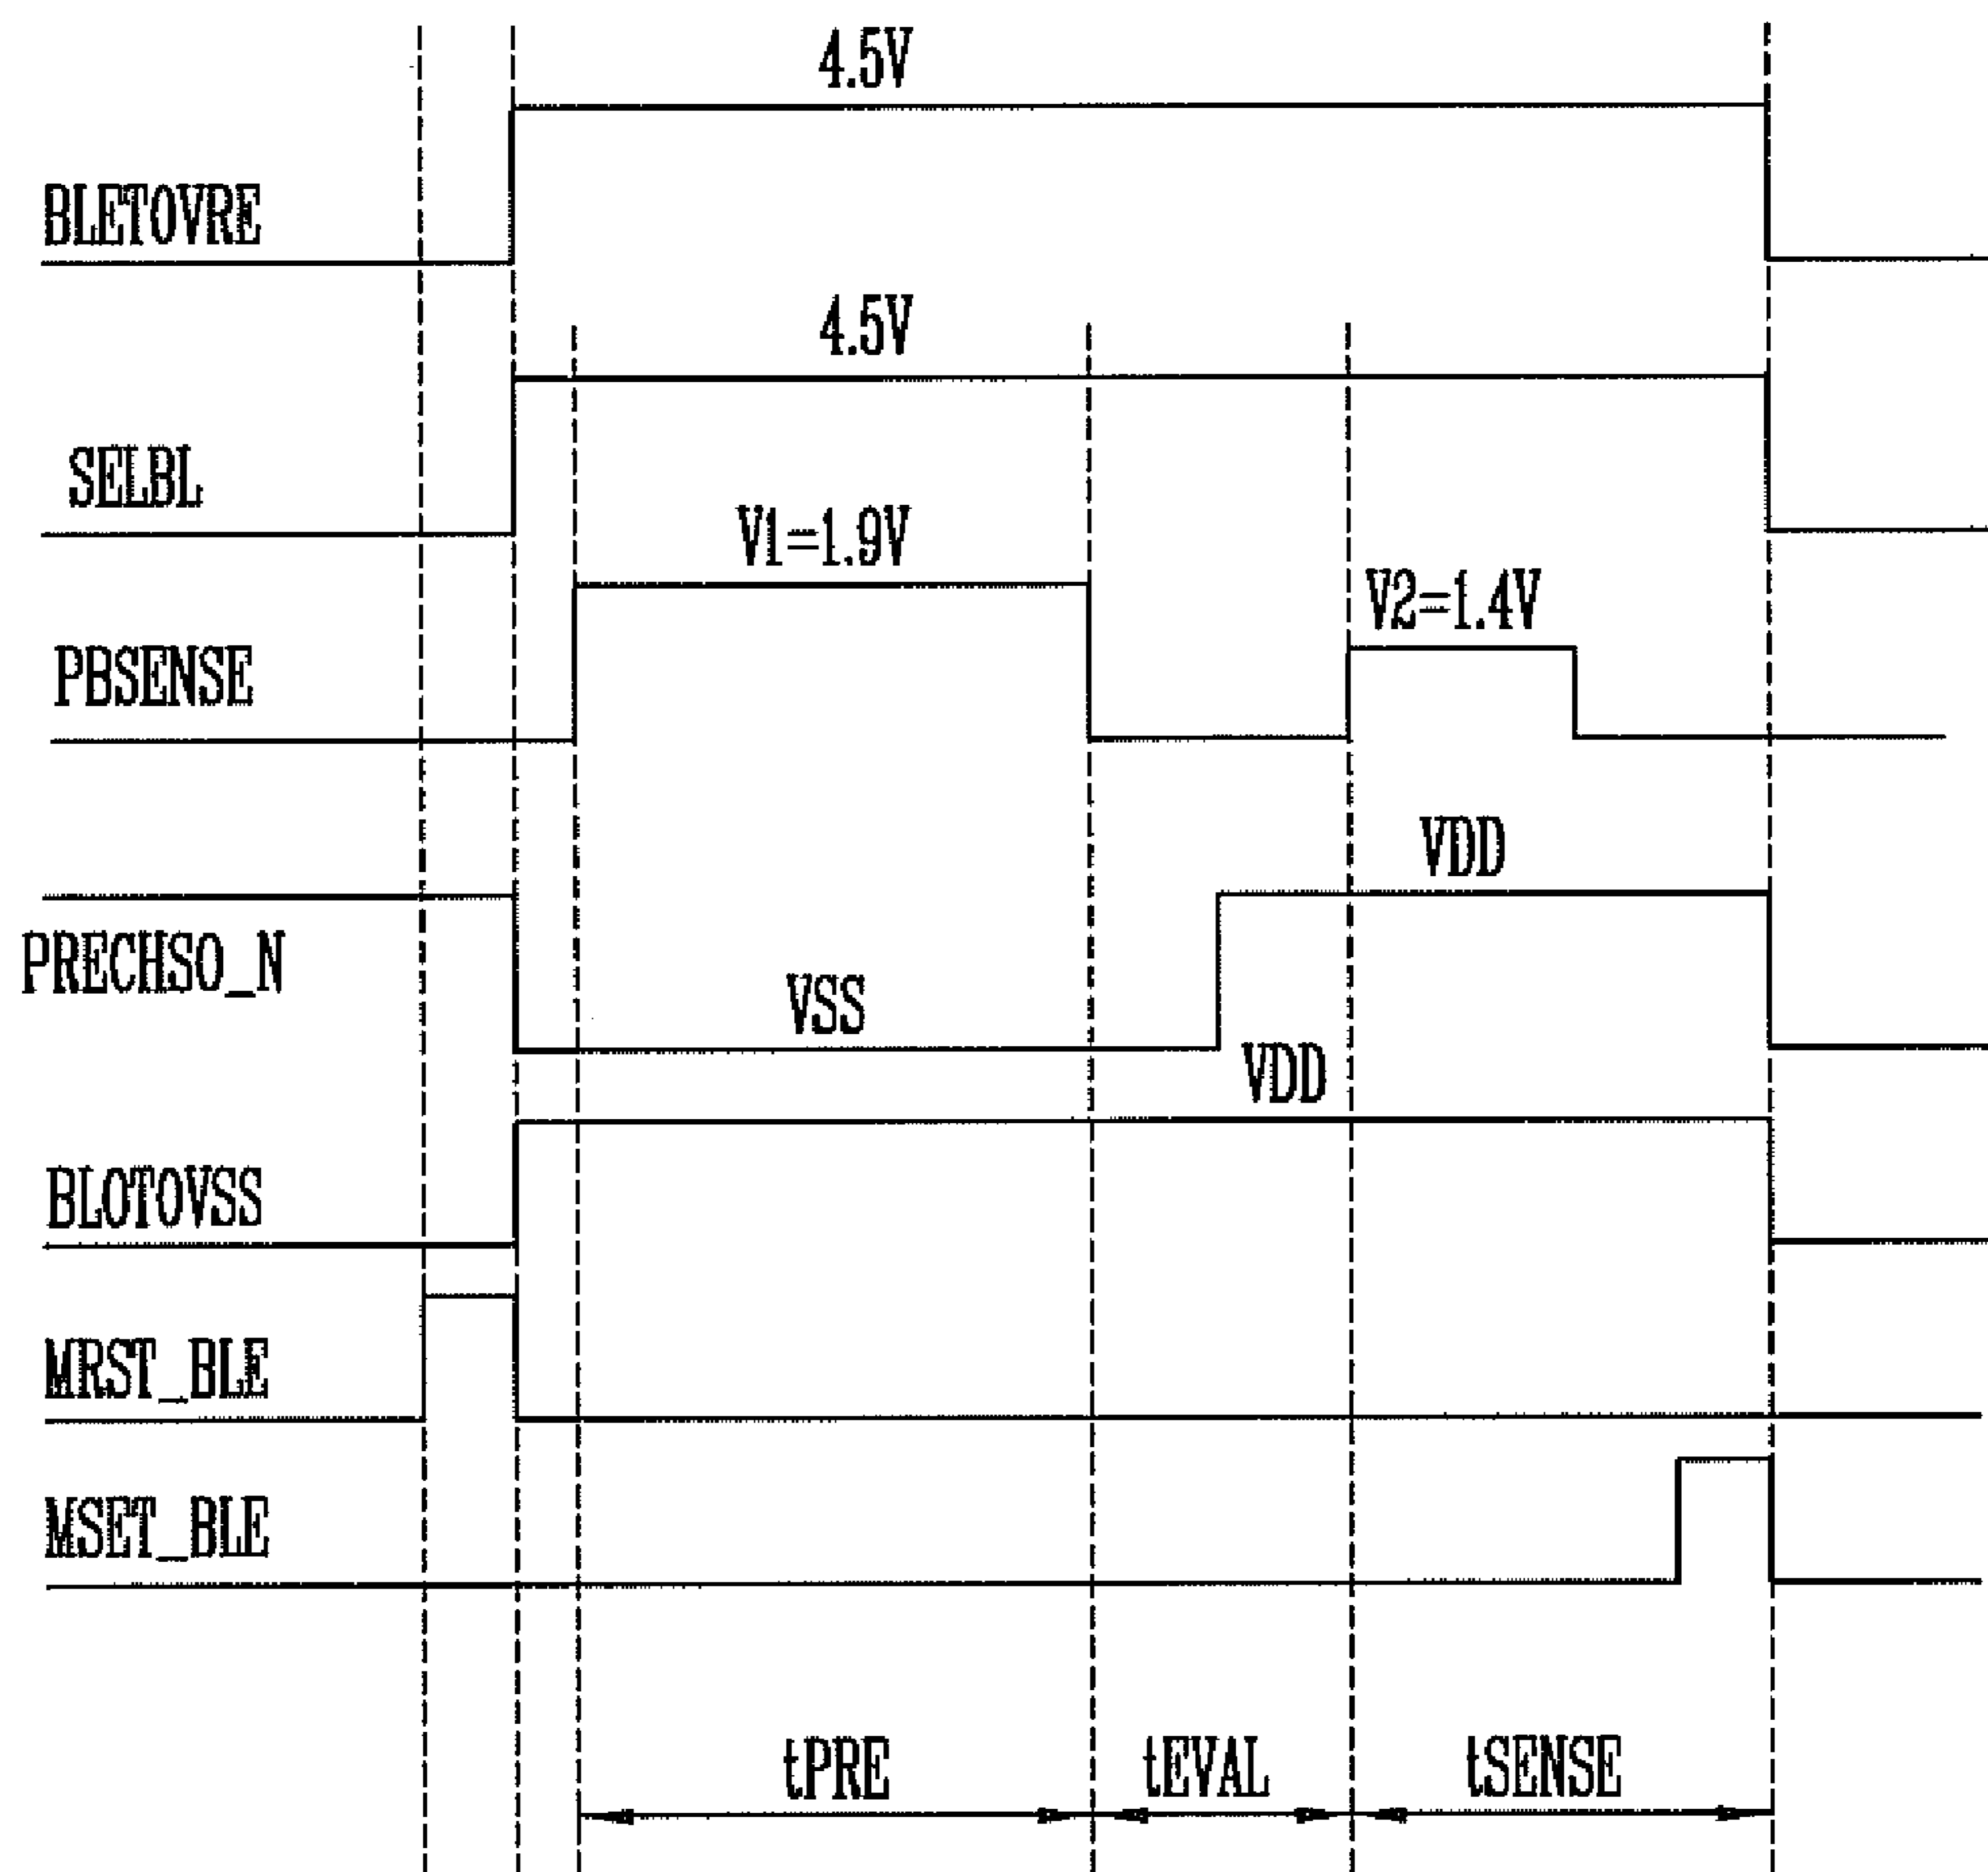 4.5V
BLETOVRE
4.5V
SELBL
V1=1.9V
V2=1.4V
PBSENSE
VDD
PRECHSO_N
VSS
VDD
BLOTOVSS
MRST_BLE
MSET_BLE
tPRE tEVAL tSENSE